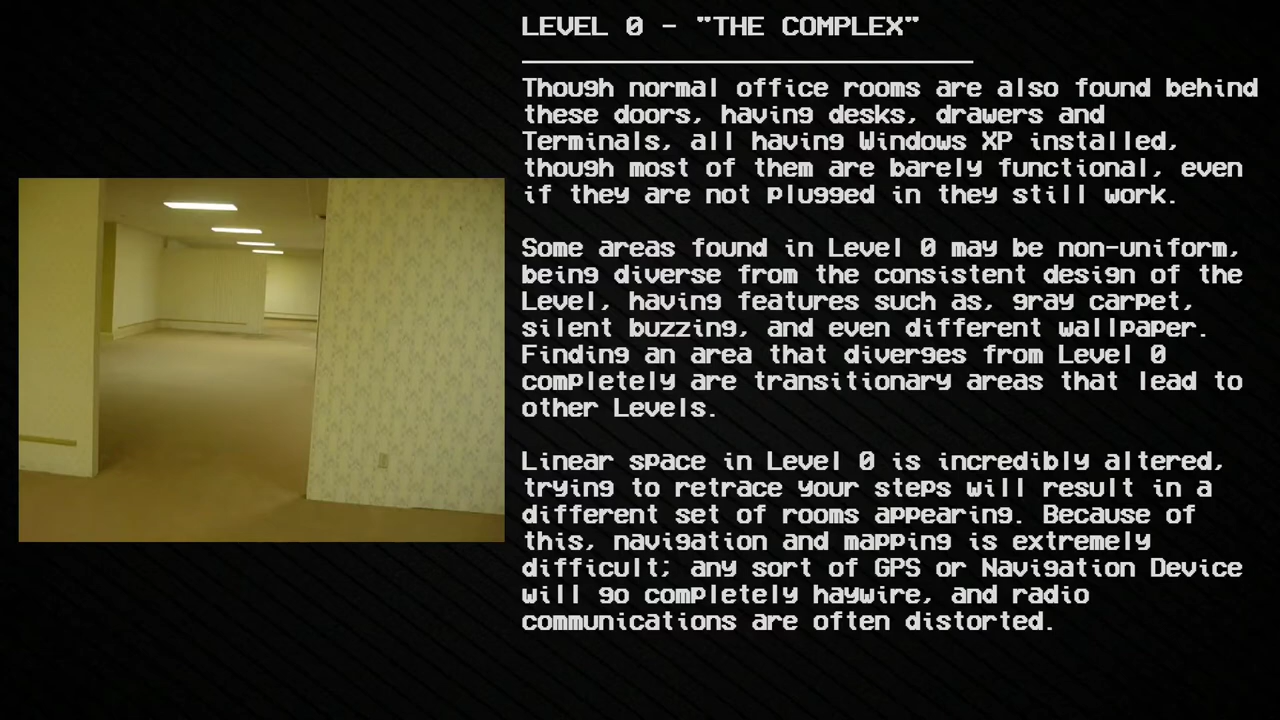 LEVEL 0 - "THE COMPLEX"
Though normal office rooms are also found behind
these doors, having desks, drawers and
Terminals, all having Windows XP installed,
though most of them are barely functional, even
if they are not plugged in they still work.
Some areas found in Level 0 may be non-uniform,
being diverse from the consistent design of the
Level, having features such as, gray carpet,
silent buzzing, and even different wallpaper.
Finding an area that diverges from Level 0
completely are transitionary areas that lead to
other Levels.
Linear space in Level 0 is incredibly altered,
trying to retrace your steps will result in a
different set of rooms appearing. Because of
this, navigation and mapping is extremely
difficult; any sort of GPS or Navigation Device
will go completely haywire, and radio
communications are often distorted.